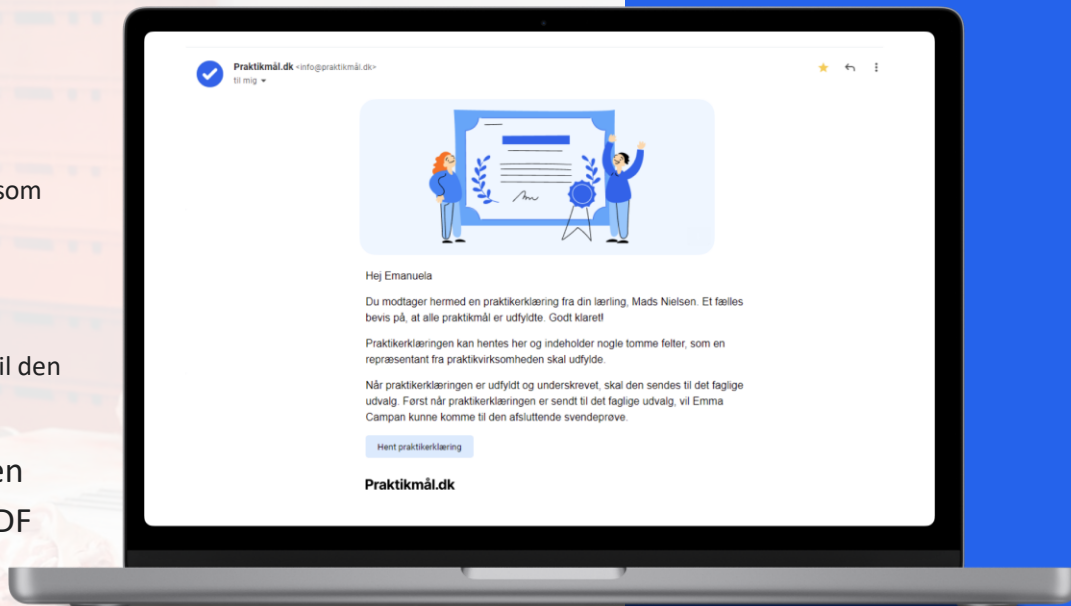 som
il den
en
DF
Praktikmål.dk <info@praktikmål.dk>
til mig
Hej Emanuela
Du modtager hermed en praktikerklæring fra din lærling, Mads Nielsen. Et fælles
bevis på, at alle praktikmål er udfyldte. Godt klaret!
Praktikerklæringen kan hentes her og indeholder nogle tomme felter, som en
repræsentant fra praktikvirksomheden skal udfylde.
Når praktikerklæringen er udfyldt og underskrevet, skal den sendes til det faglige
udvalg. Først når praktikerklæringen er sendt til det faglige udvalg, vil Emma
Campan kunne komme til den afsluttende svendeprøve.
Hent praktikerklæring
Praktikmål.dk